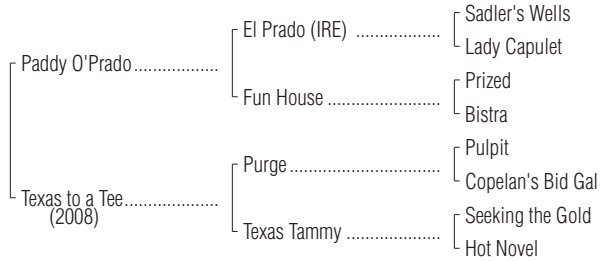 Sadler's Wells
El Prado (IRE) ..................
Lady Capulet
Paddy O'Prado..................
Prized
Fun House ........................
Bistra
Pulpit
Purge................................
Copelan's Bid Gal
Texas to a Tee....................
(2008)
Seeking the Gold
Texas Tammy ....................
Hot Novel